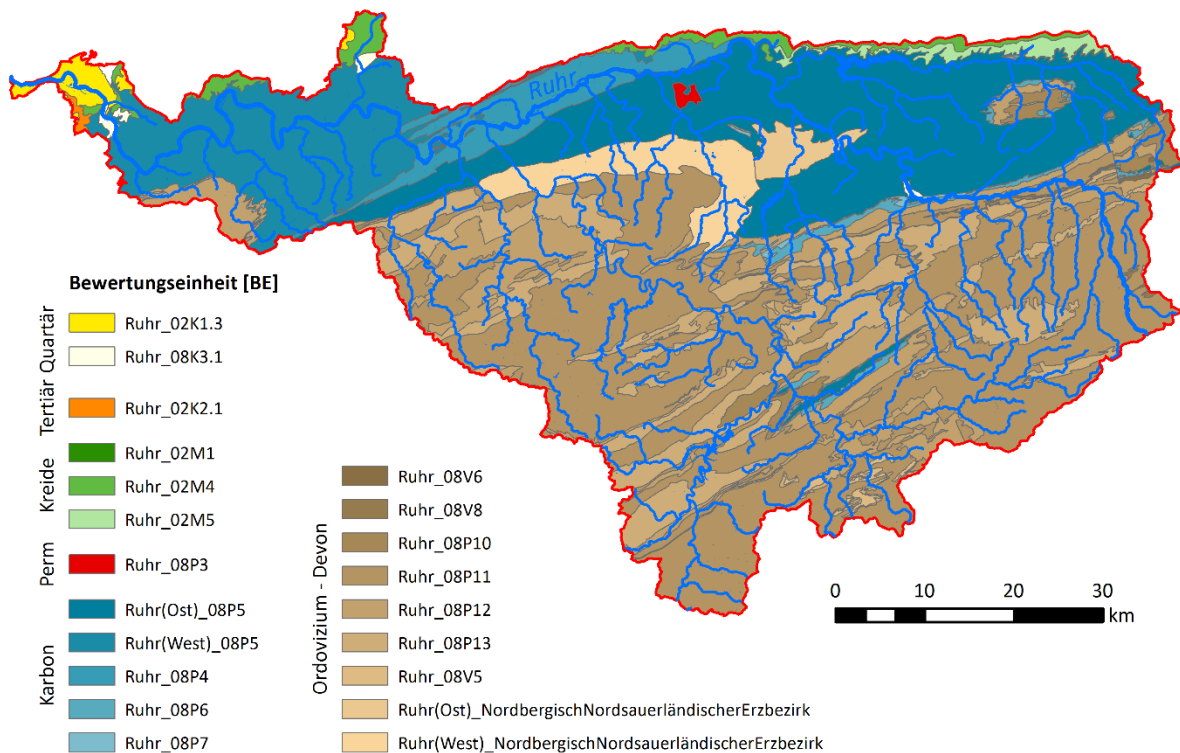 Ruhr
Bewertungseinheit [BE]
Quartär
Ruhr_02K1.3
Ruhr_08K3.1
Tertiär
Ruhr_02K2.1
Kreide
Ruhr_02M1
Ruhr_02M4
Ruhr_02M5
Perm
Ruhr_08P3
Karbon
Ruhr(Ost)_08P5
Ruhr(West)_08P5
Ruhr_08P4
Ruhr_08P6
Ruhr_08P7
Ordovizium - Devon
Ruhr_08V6
Ruhr_08V8
Ruhr_08P10
Ruhr_08P11
Ruhr_08P12
Ruhr_08P13
Ruhr_08V5
Ruhr(Ost)_NordbergischNordsauerländischerErzbezirk
Ruhr(West)_NordbergischNordsauerländischerErzbezirk
0 10 20 30
km